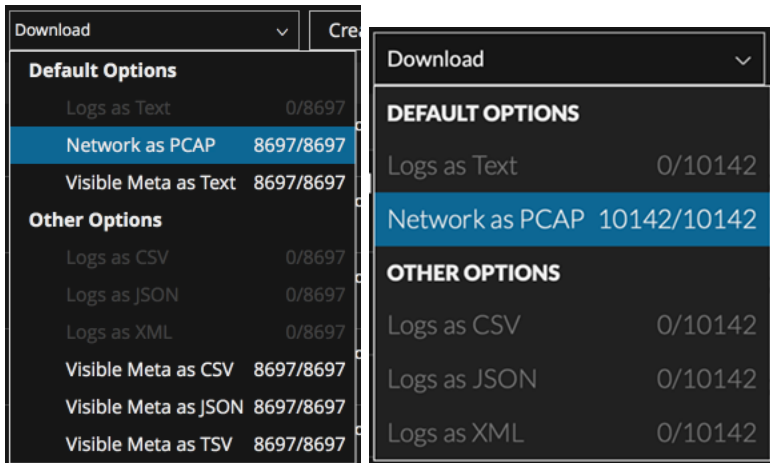 Download
Crea
Default Options
Logs as Text 0/8697
Network as PCAP 8697/8697
Visible Meta as Text 8697/8697
Other Options
Logs as CSV 0/8697
Logs as JSON 0/8697
Logs as XML 0/8697
Visible Meta as CSV 8697/8697
Visible Meta as JSON 8697/8697
Visible Meta as TSV 8697/8697
Download
DEFAULT OPTIONS
Logs as Text 0/10142
Network as PCAP 10142/10142
OTHER OPTIONS
Logs as CSV 0/10142
Logs as JSON 0/10142
Logs as XML 0/10142